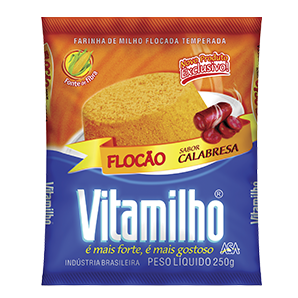 FARINHA DE MILHO FLOCADA TEMPERADA
Fonte de Fibra
Novo Produto
Exclusivo!
FLOCÃO
SABOR
CALABRESA
Vitamilho®
é mais forte, é mais gostoso
ASA
INDÚSTRIA BRASILEIRA PESO LÍQUIDO 250g